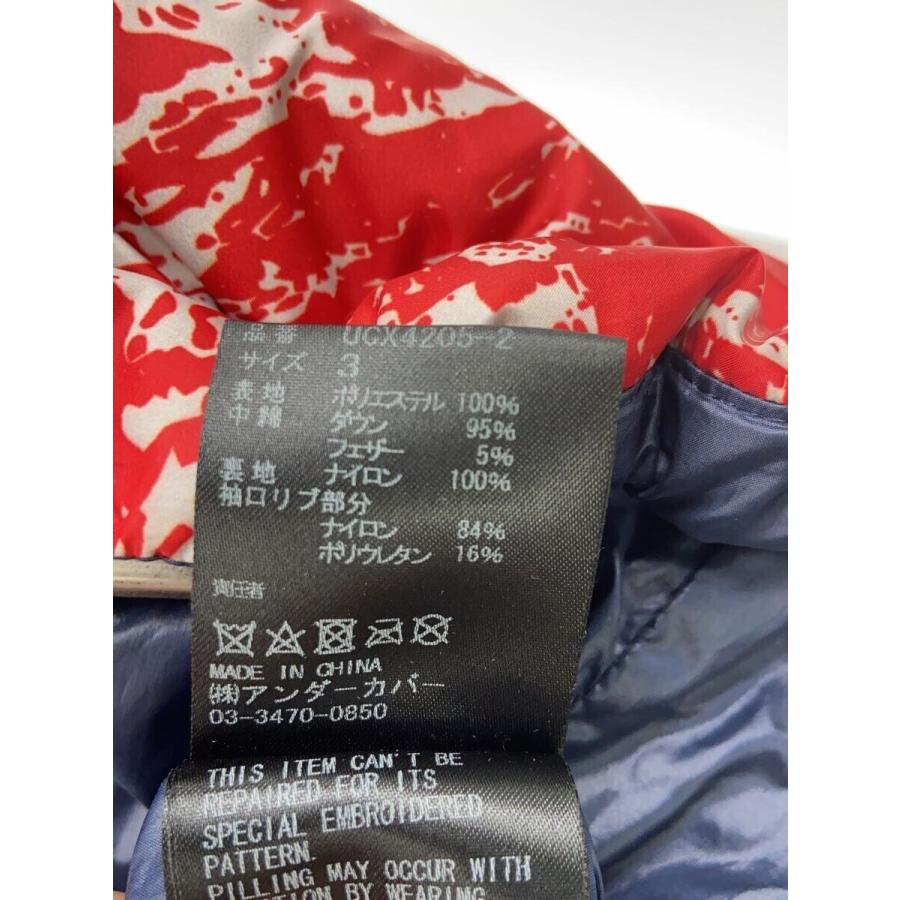 品番 UCX4205-2
サイズ 3
表地 ポリエステル 100%
中綿 ダウン 95%
フェザー 5%
裏地 ナイロン 100%
袖口リブ部分
ナイロン 84%
ポリウレタン 16%
責任者
MADE IN CHINA
(株)アンダーカバー
03-3470-0850
THIS ITEM CAN'T BE
REPAIRED FOR ITS
SPECIAL EMBROIDERED
PATTERN.
PILLING MAY OCCUR WITH
BY WEARING